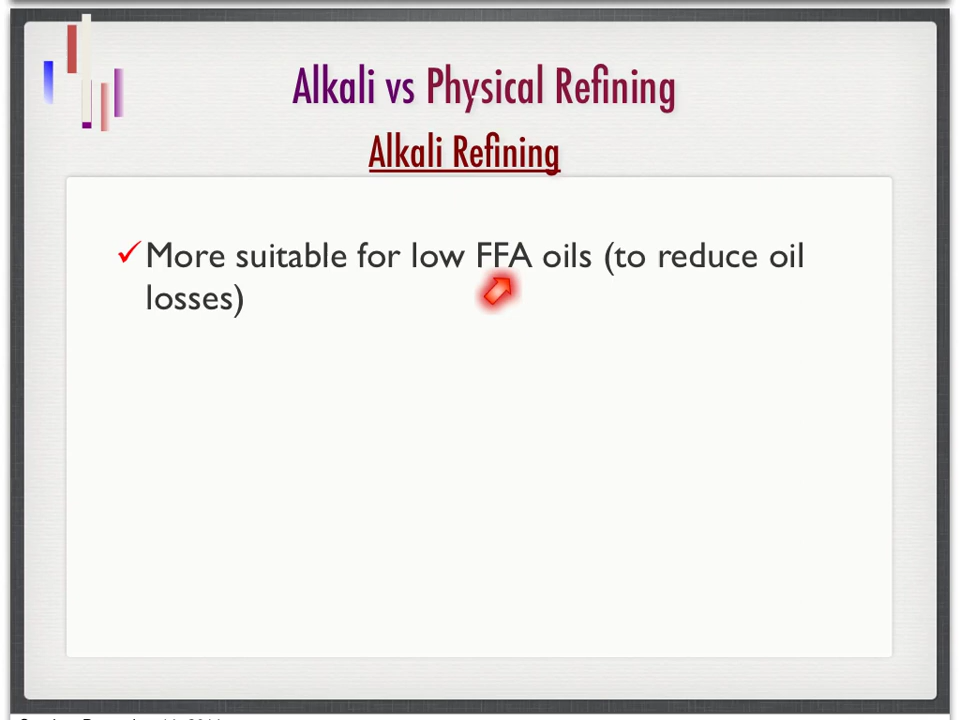 Alkali vs Physical Refining
Alkali Refining
✓More suitable for low FFA oils (to reduce oil
losses)